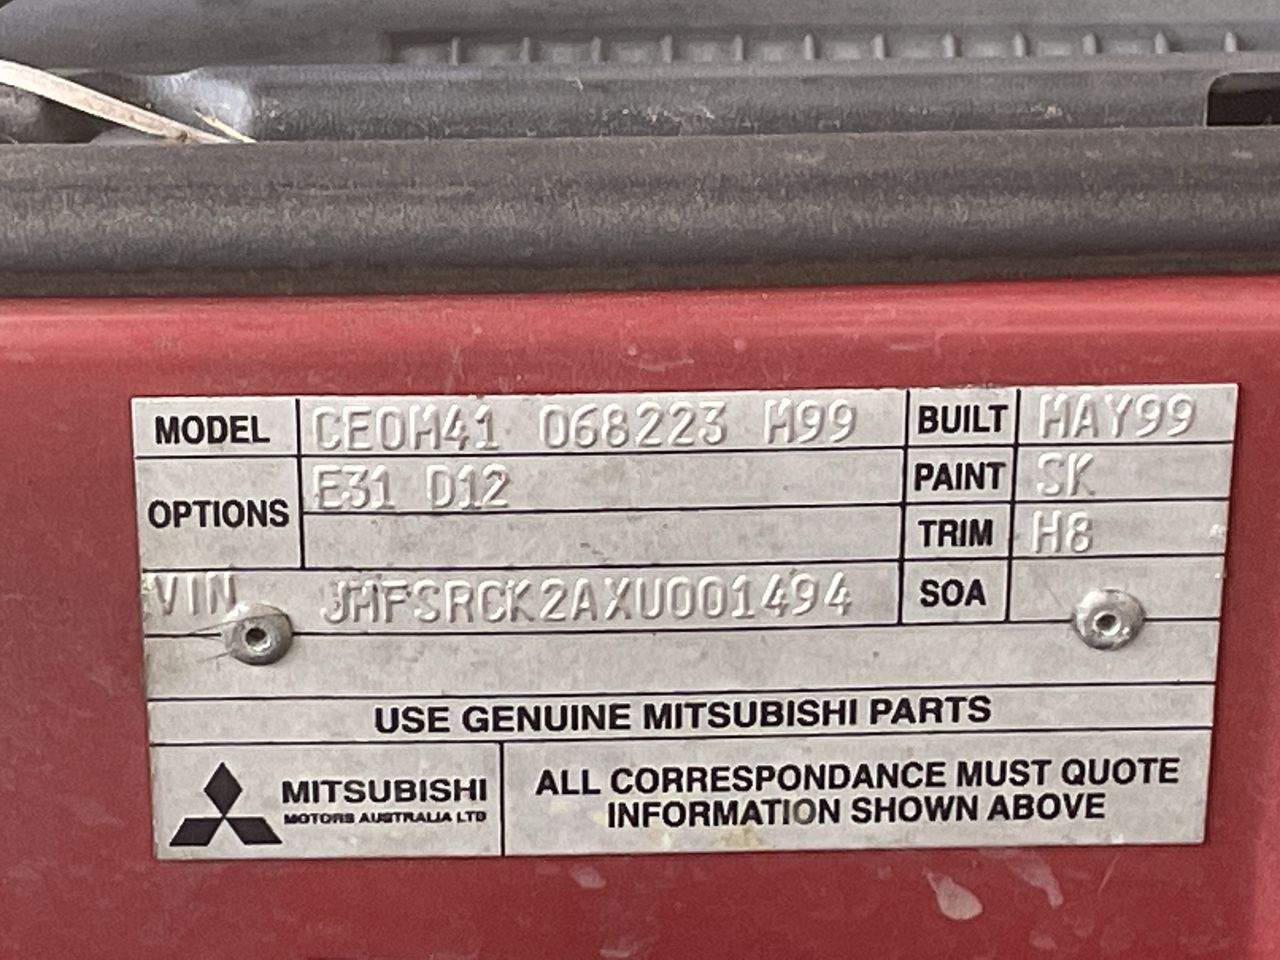 MODEL CE0M41 068223 M99 BUILT MAY99
OPTIONS E31 D12 PAINT SK
TRIM H8
VIN JMFSRCK2AXU001494 SOA
USE GENUINE MITSUBISHI PARTS
MITSUBISHI
MOTORS AUSTRALIA LTD
ALL CORRESPONDANCE MUST QUOTE
INFORMATION SHOWN ABOVE